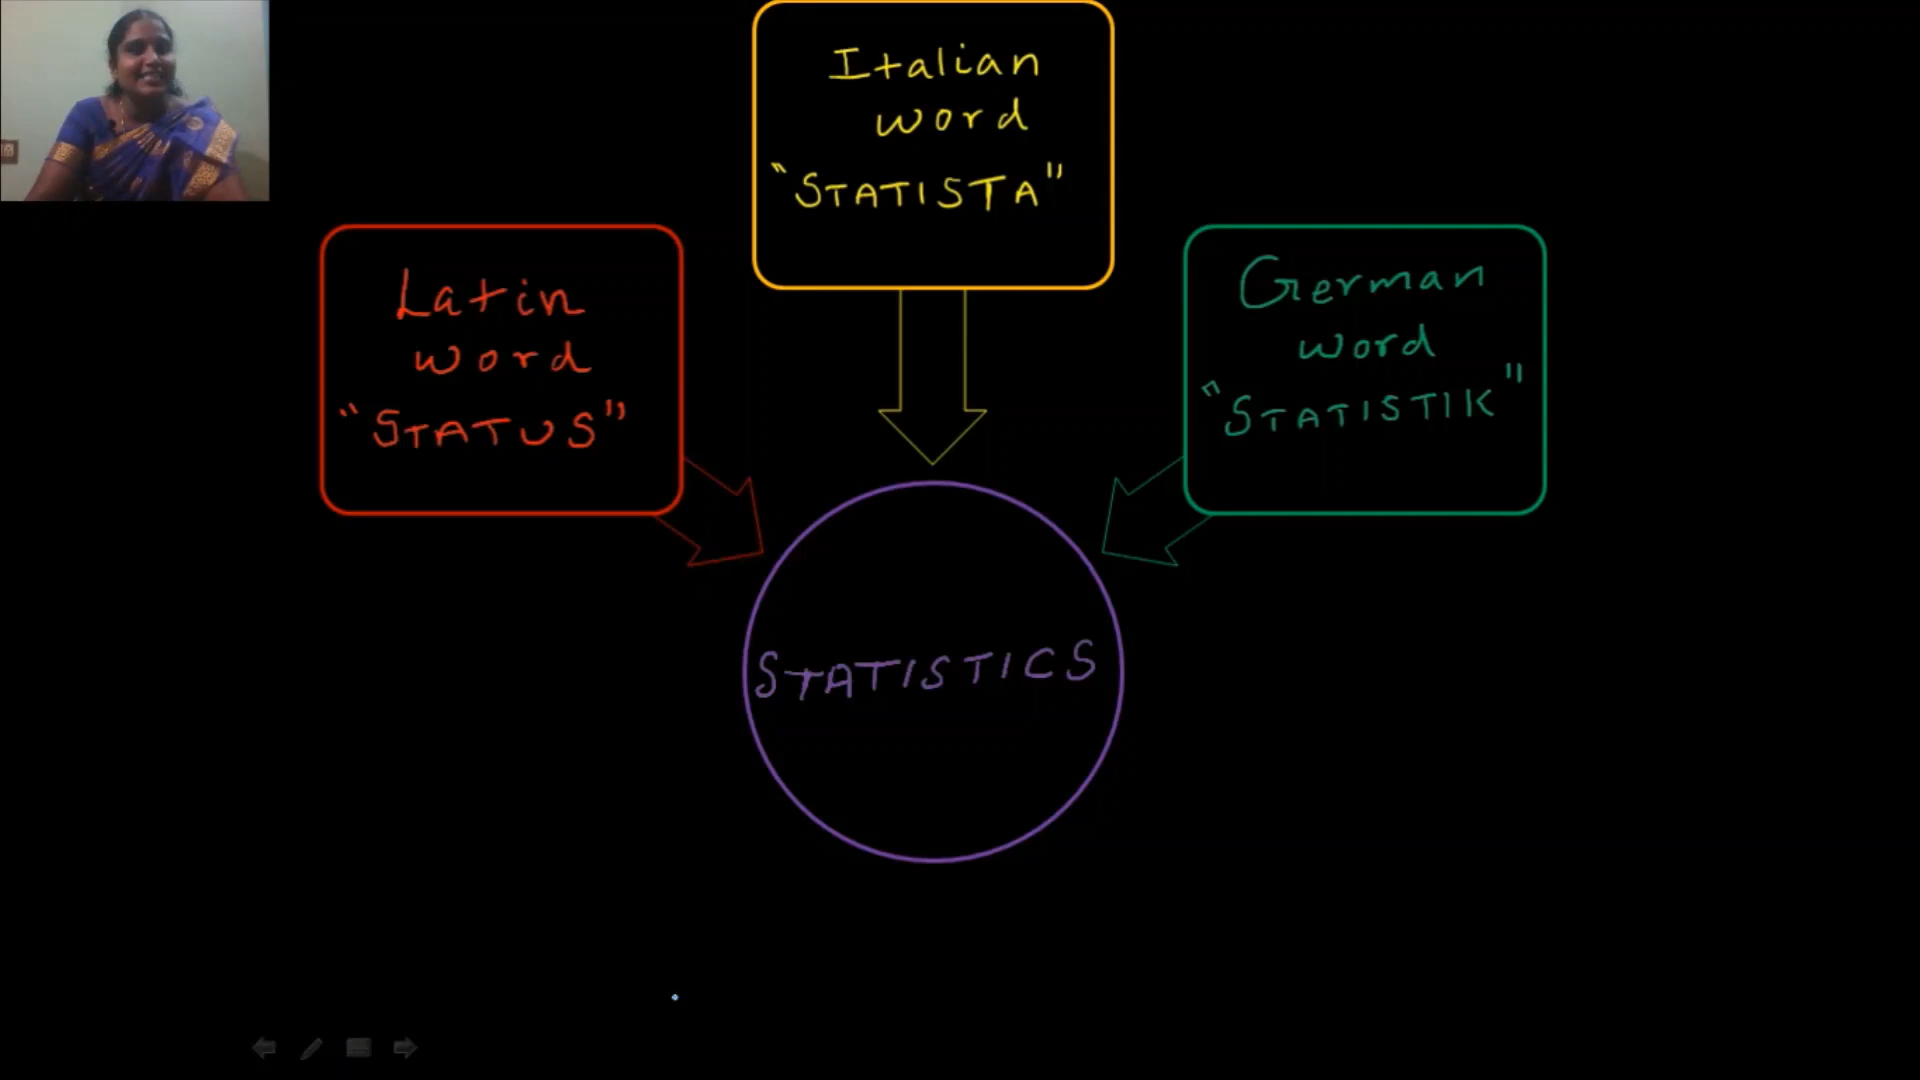 Italian
word
"STATISTA"
Latin
word
"STATUS"
German
word
"STATISTIK"
STATISTICS